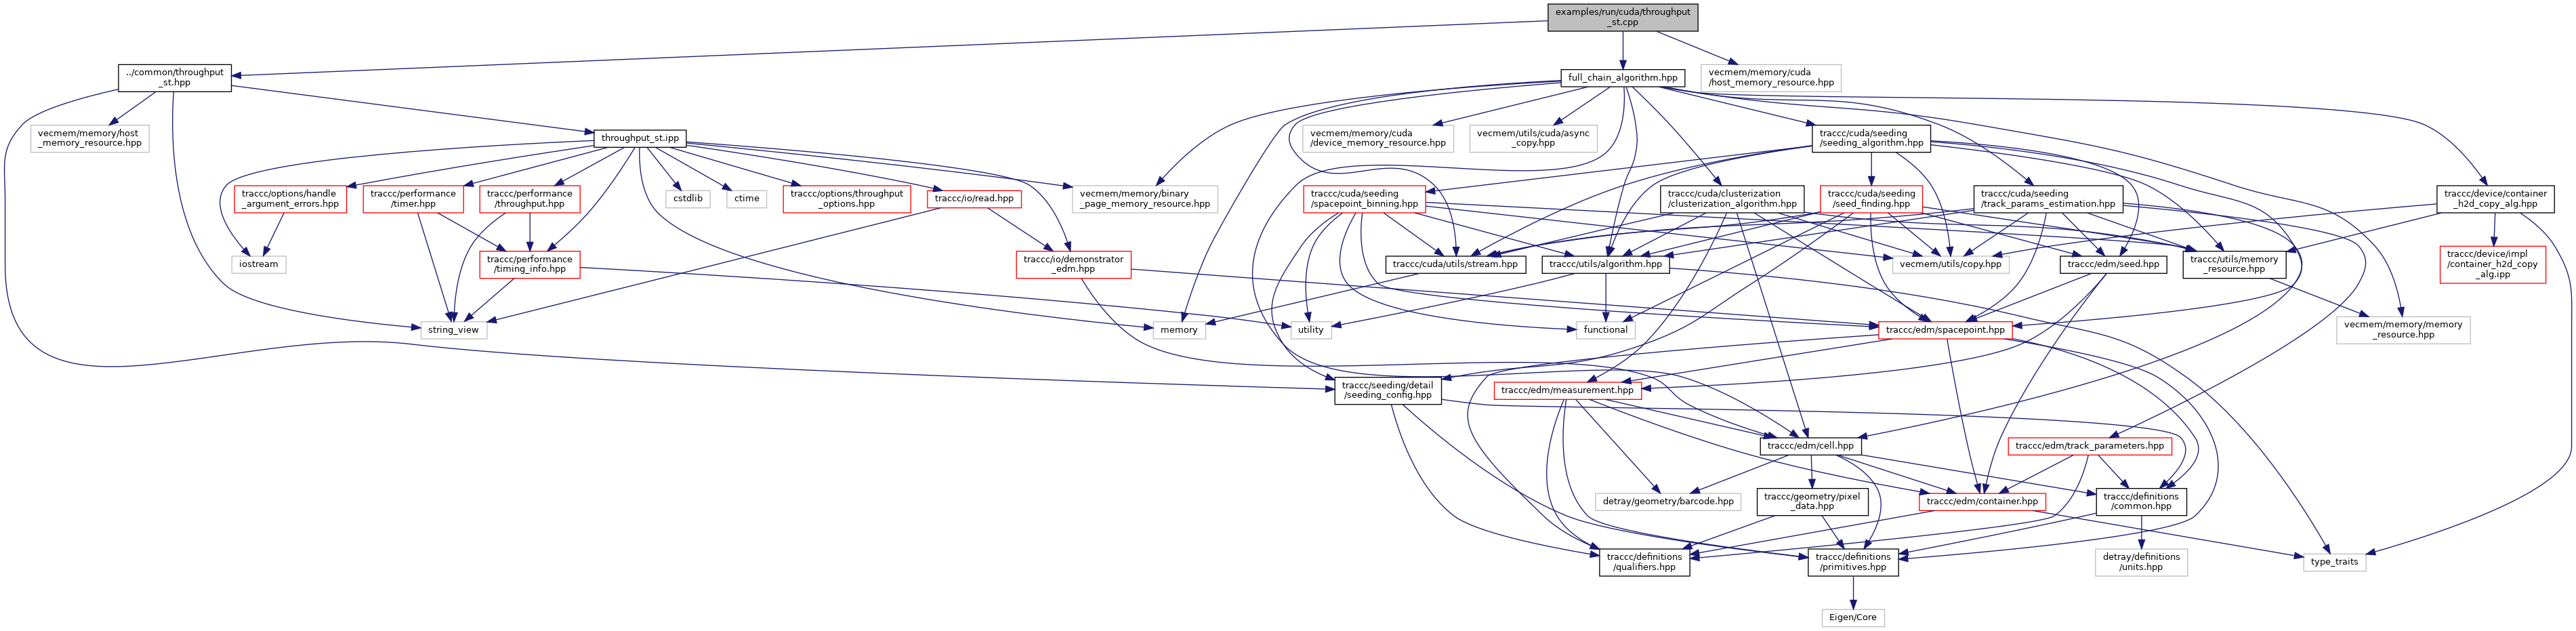 examples/run/cuda/throughput
_st.cpp
../common/throughput
_st.hpp
full_chain_algorithm.hpp
vecmem/memory/cuda
/host_memory_resource.hpp
vecmem/memory/host
_memory_resource.hpp
throughput_st.ipp
vecmem/memory/cuda
/device_memory_resource.hpp
vecmem/utils/cuda/async
_copy.hpp
traccc/cuda/seeding
/seeding_algorithm.hpp
traccc/options/handle
_argument_errors.hpp
traccc/performance
/timer.hpp
traccc/performance
/throughput.hpp
cstdlib
ctime
traccc/options/throughput
_options.hpp
traccc/io/read.hpp
vecmem/memory/binary
_page_memory_resource.hpp
traccc/cuda/seeding
/spacepoint_binning.hpp
traccc/cuda/clusterization
/clusterization_algorithm.hpp
traccc/cuda/seeding
/seed_finding.hpp
traccc/cuda/seeding
/track_params_estimation.hpp
traccc/device/container
_h2d_copy_alg.hpp
iostream
traccc/performance
/timing_info.hpp
traccc/io/demonstrator
_edm.hpp
traccc/cuda/utils/stream.hpp
traccc/utils/algorithm.hpp
vecmem/utils/copy.hpp
traccc/edm/seed.hpp
traccc/utils/memory
_resource.hpp
traccc/device/impl
/container_h2d_copy
_alg.ipp
string_view
memory
utility
functional
traccc/edm/spacepoint.hpp
vecmem/memory/memory
_resource.hpp
traccc/seeding/detail
/seeding_config.hpp
traccc/edm/measurement.hpp
traccc/edm/cell.hpp
traccc/edm/track_parameters.hpp
detray/geometry/barcode.hpp
traccc/geometry/pixel
_data.hpp
traccc/edm/container.hpp
traccc/definitions
/common.hpp
traccc/definitions
/qualifiers.hpp
traccc/definitions
/primitives.hpp
detray/definitions
/units.hpp
type_traits
Eigen/Core